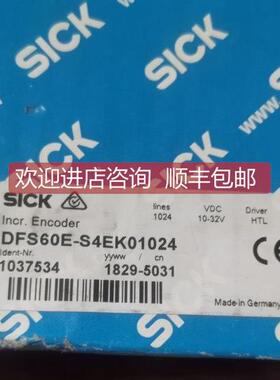 SICK
SICK
SICK
欢迎进店咨询 顺丰包邮
SICK
lines
1024
VDC
10-32V
Driver
HTL
Incr. Encoder
DFS60E-S4EK01024
Ident-Nr. yyww / cn
1037534 1829-5031
CE
Made in Germany